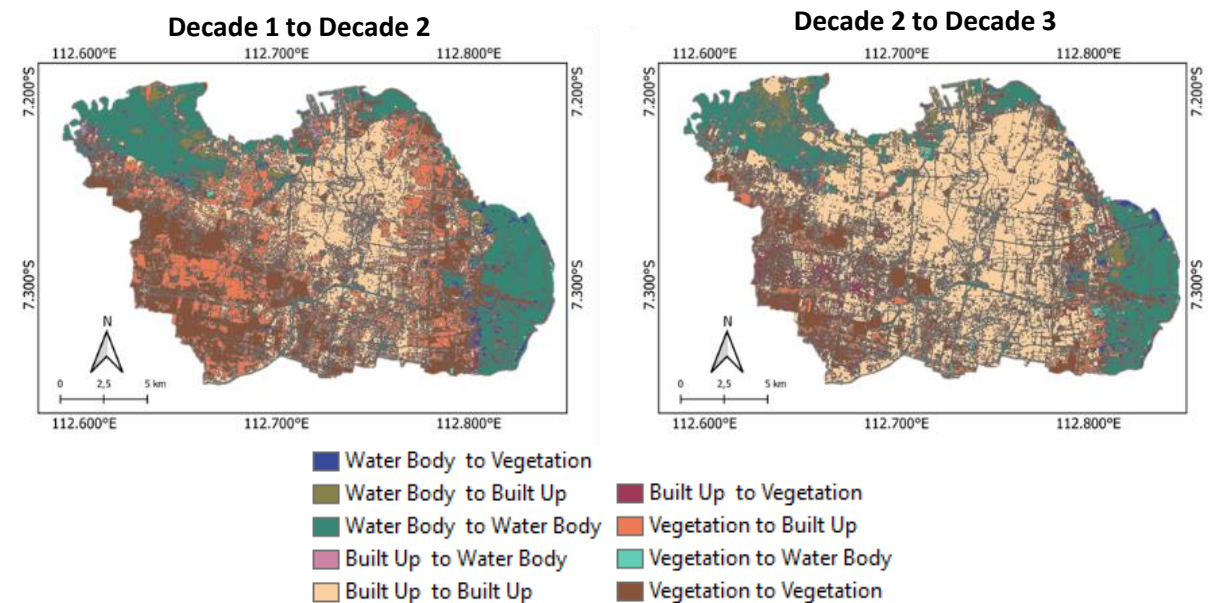 Decade 1 to Decade 2
Decade 2 to Decade 3
112.600°E 112.700°E 112.800°E
112.600°E 112.700°E 112.800°E
7.200°S
7.200°S
7.200°S
7.200°S
7.300°S
7.300°S
7.300°S
7.300°S
N
N
0 2,5 5 km
0 2,5 5 km
112.600°E 112.700°E 112.800°E
112.600°E 112.700°E 112.800°E
Water Body to Vegetation
Water Body to Built Up
Water Body to Water Body
Built Up to Water Body
Built Up to Built Up
Built Up to Vegetation
Vegetation to Built Up
Vegetation to Water Body
Vegetation to Vegetation